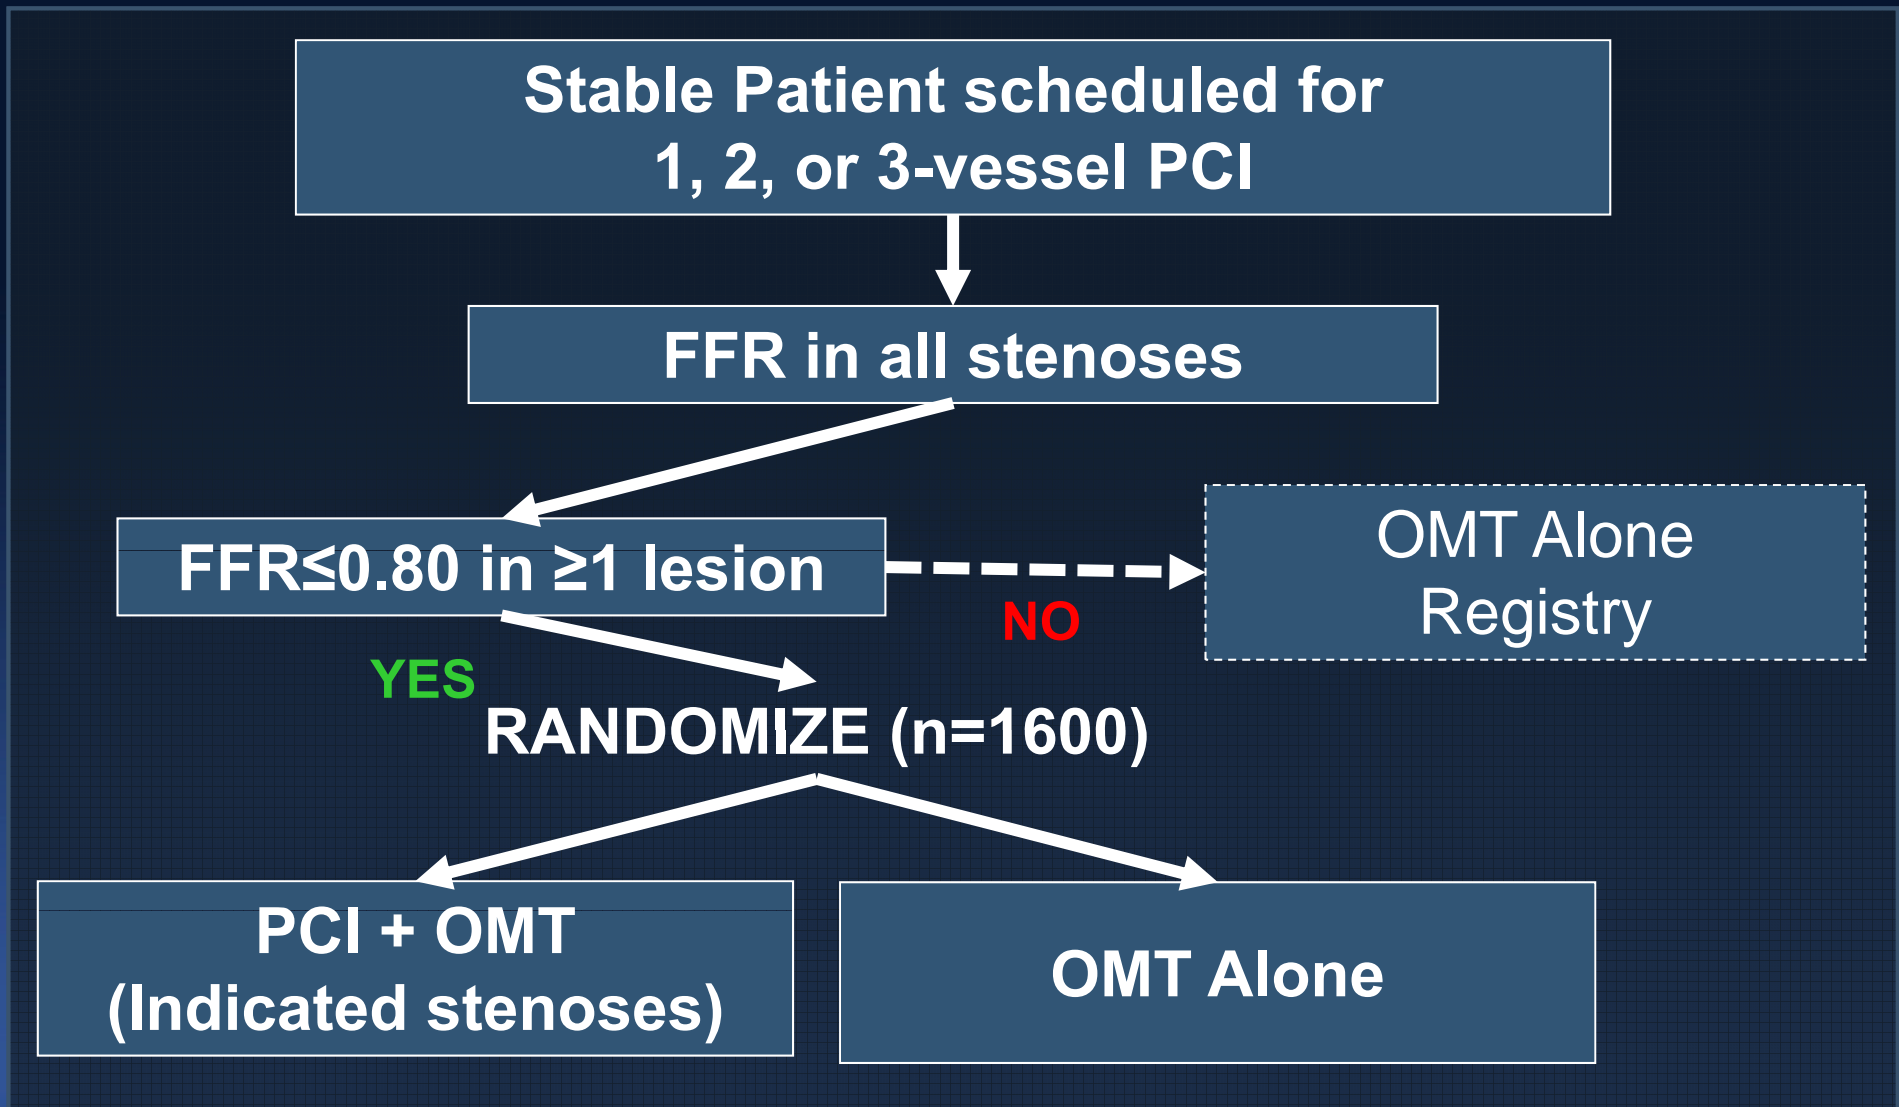 Stable Patient scheduled for
1, 2, or 3-vessel PCI
FFR in all stenoses
FFR≤0.80 in ≥1 lesion
NO
OMT Alone
Registry
YES
RANDOMIZE (n=1600)
PCI + OMT
(Indicated stenoses)
OMT Alone